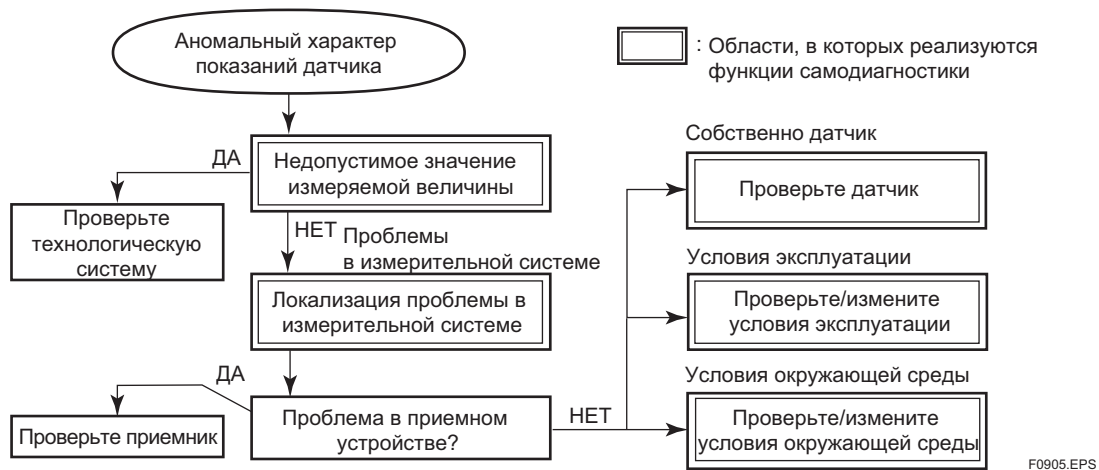 Аномальный характер
показаний датчика
: Области, в которых реализуются
функции самодиагностики
ДА
Недопустимое значение
измеряемой величины
Проверьте
технологическую
систему
НЕТ
Проблемы
в измерительной системе
Локализация проблемы в
измерительной системе
ДА
Проверьте приемник
Проблема в приемном
устройстве?
НЕТ
Собственно датчик
Проверьте датчик
Условия эксплуатации
Проверьте/измените
условия эксплуатации
Условия окружающей среды
Проверьте/измените
условия окружающей среды
F0905.EPS